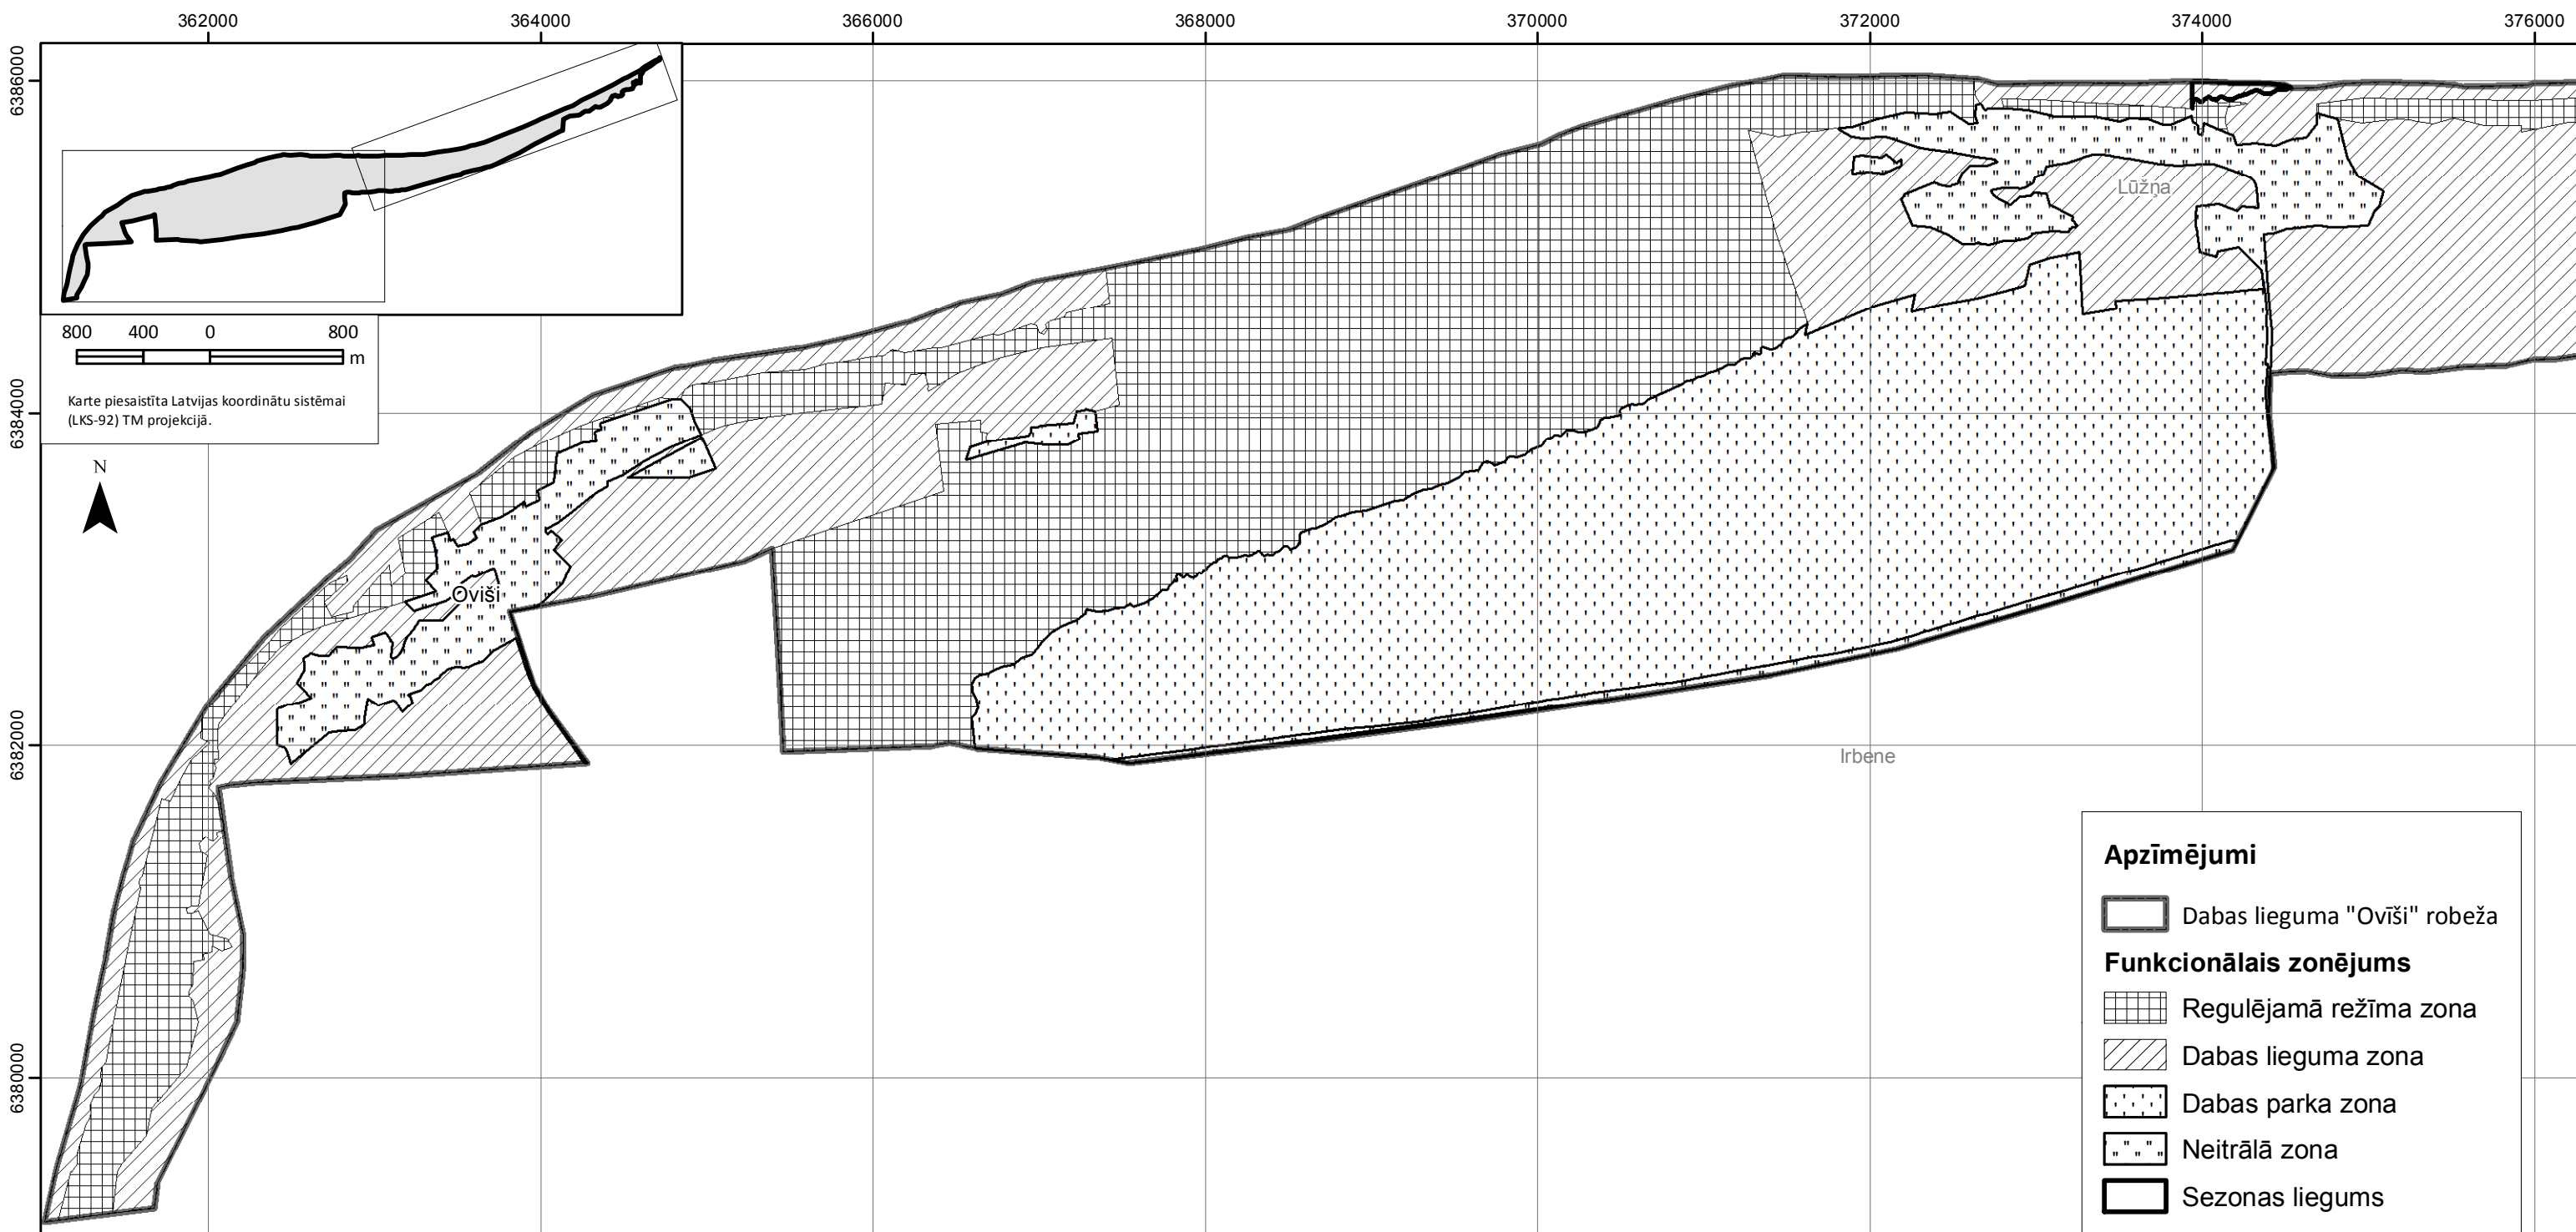 362000 364000 366000 368000 370000 372000 374000 376000
6386000
6384000
6382000
6380000
800 400 0 800
m
Karte piesaistīta Latvijas koordinātu sistēmai
(LKS-92) TM projekcijā.
N
Lūžņa
Oviši
Irbene
Apzīmējumi
Dabas lieguma "Ovīši" robeža
Funkcionālais zonējums
Regulējamā režīma zona
Dabas lieguma zona
Dabas parka zona
Neitrālā zona
Sezonas liegums